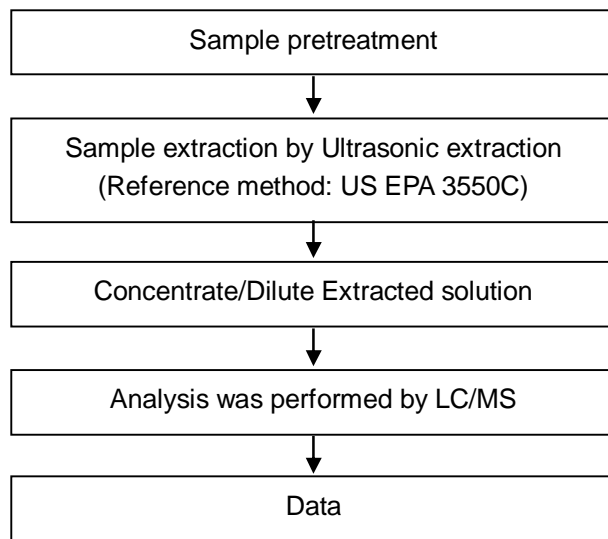 Sample pretreatment
Sample extraction by Ultrasonic extraction
(Reference method: US EPA 3550C)
Concentrate/Dilute Extracted solution
Analysis was performed by LC/MS
Data